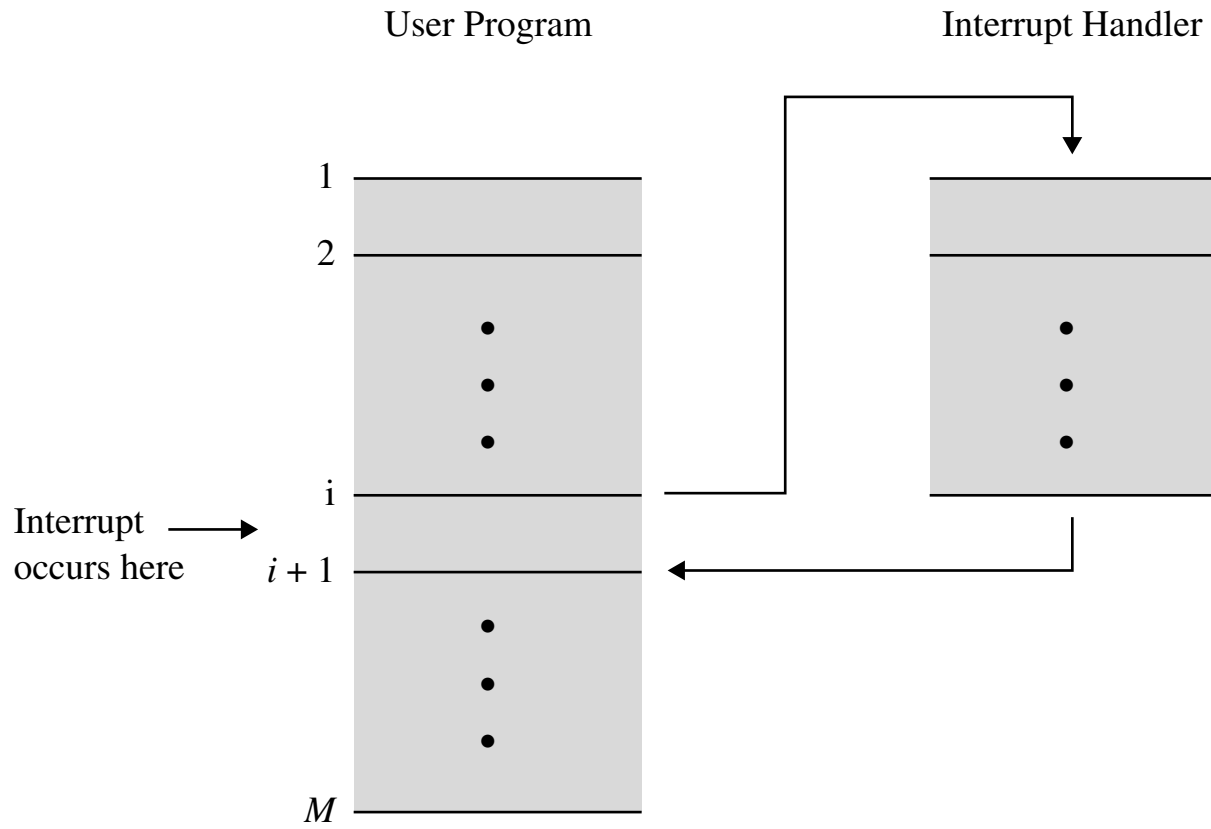 User Program
Interrupt Handler
1
2
i
Interrupt
occurs here
i + 1
M